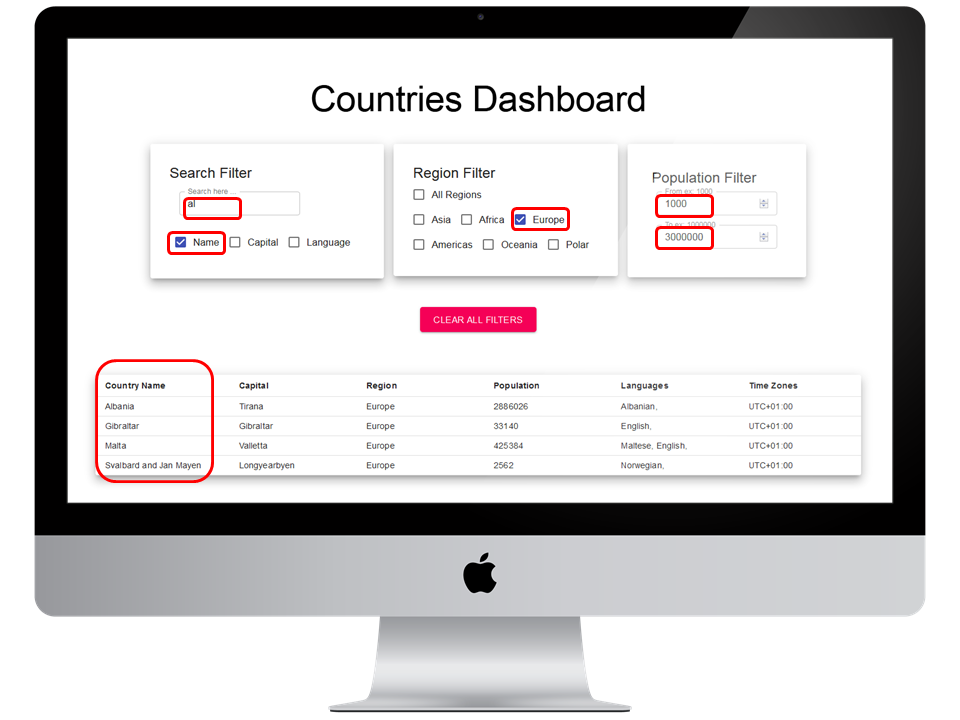 Countries Dashboard
Search Filter
Search here ...
al
Name Capital Language
Region Filter
All Regions
Asia Africa Europe
Americas Oceania Polar
Population Filter
From ex: 1000
1000
To ex: 1000000
3000000
CLEAR ALL FILTERS
Country Name Capital Region Population Languages Time Zones
Albania Tirana Europe 2886026 Albanian, UTC+01:00
Gibraltar Gibraltar Europe 33140 English, UTC+01:00
Malta Valletta Europe 425384 Maltese, English, UTC+01:00
Svalbard and Jan Mayen Longyearbyen Europe 2562 Norwegian, UTC+01:00